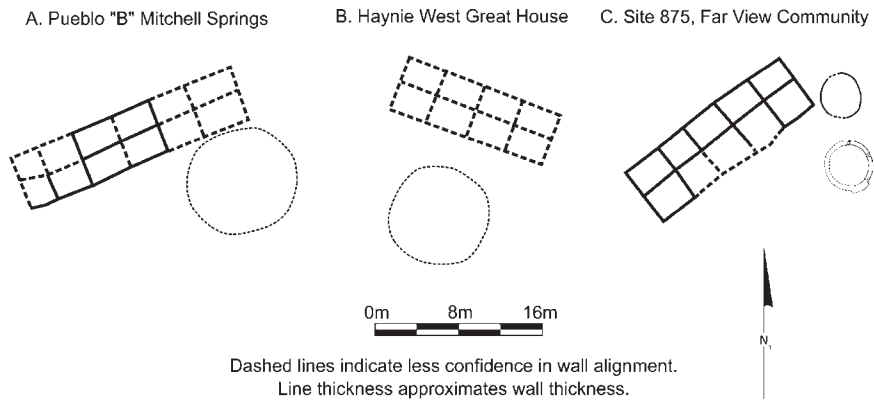 A. Pueblo "B" Mitchell Springs
B. Haynie West Great House
C. Site 875, Far View Community
0m 8m 16m
N
Dashed lines indicate less confidence in wall alignment.
Line thickness approximates wall thickness.